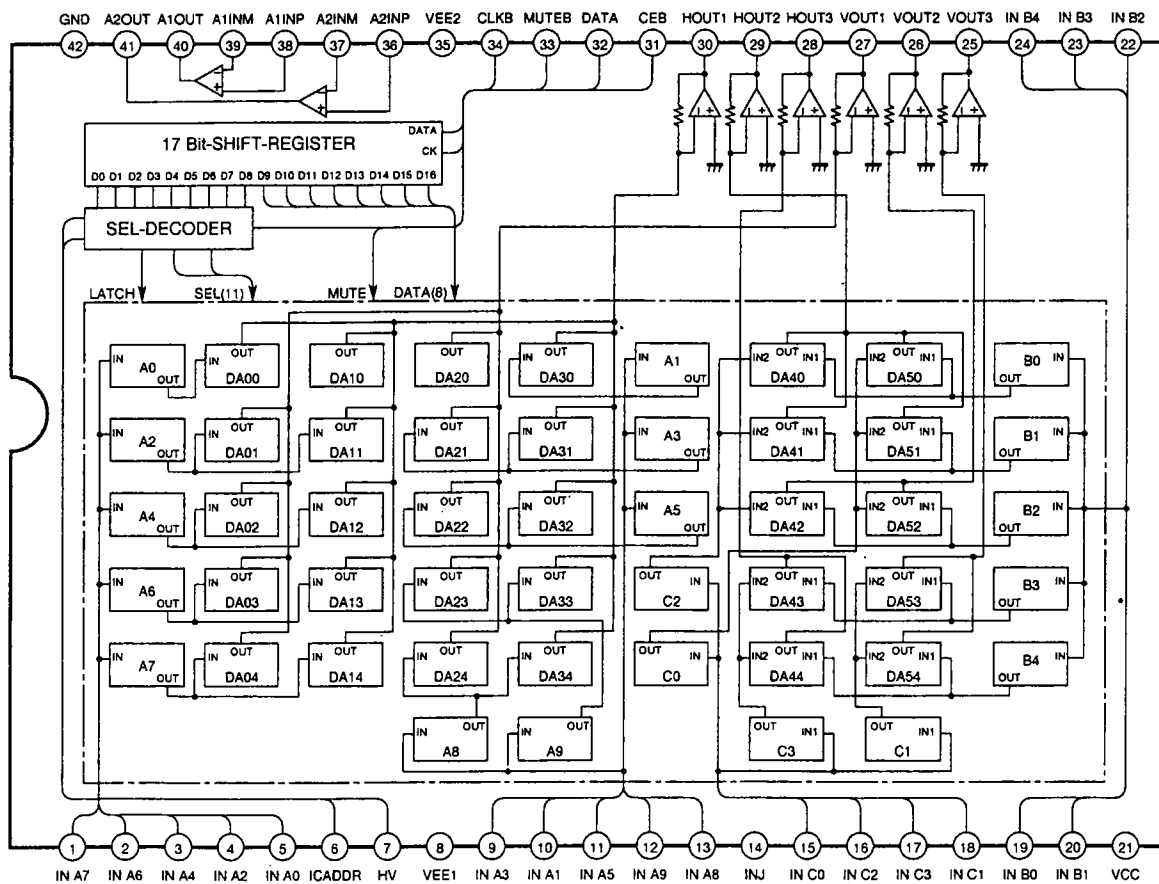 GND A2OUT A1OUT A1INM A1INP A2INM A2INP VEE2 CLKB MUTEB DATA CEB HOUT1 HOUT2 HOUT3 VOUT1 VOUT2 VOUT3 IN B4 IN B3 IN B2
42 41 40 39 38 37 36 35 34 33 32 31 30 29 28 27 26 25 24 23 22
DATA
17 Bit-SHIFT-REGISTER
CK
D0 D1 D2 D3 D4 D5 D6 D7 D8 D9 D10 D11 D12 D13 D14 D15 D16
SEL-DECODER
LATCH SEL(11) MUTE DATA(8)
IN A0 OUT
IN OUT DA00
OUT DA10
OUT DA20
IN OUT DA30
IN A1 OUT
IN2 OUT IN1 DA40
IN2 OUT IN1 DA50
B0 IN OUT
IN A2 OUT
IN OUT DA01
IN OUT DA11
IN OUT DA21
IN OUT DA31
IN A3 OUT
IN2 OUT IN1 DA41
IN2 OUT IN1 DA51
B1 IN OUT
IN A4 OUT
IN OUT DA02
IN OUT DA12
IN OUT DA22
IN OUT DA32
IN A5 OUT
IN2 OUT IN1 DA42
IN2 OUT IN1 DA52
B2 IN OUT
IN A6 OUT
IN OUT DA03
IN OUT DA13
IN OUT DA23
IN OUT DA33
OUT IN C2
IN2 OUT IN1 DA43
IN2 OUT IN1 DA53
B3 IN OUT
IN A7 OUT
IN OUT DA04
IN OUT DA14
IN OUT DA24
IN OUT DA34
OUT IN C0
IN2 OUT IN1 DA44
IN2 OUT IN1 DA54
B4 IN OUT
IN OUT A8
IN OUT A9
OUT IN1 C3
OUT IN1 C1
1 2 3 4 5 6 7 8 9 10 11 12 13 14 15 16 17 18 19 20 21
IN A7 IN A6 IN A4 IN A2 IN A0 ICADDR HV VEE1 IN A3 IN A1 IN A5 IN A9 IN A8 INJ IN C0 IN C2 IN C3 IN C1 IN B0 IN B1 VCC